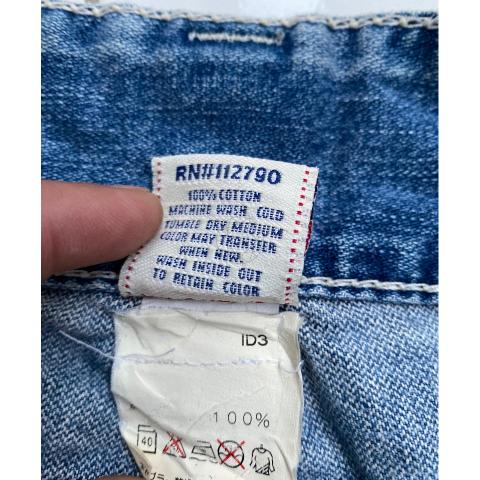 RN#112790
100% COTTON
MACHINE WASH COLD
TUMBLE DRY MEDIUM
COLOR MAY TRANSFER
WHEN NEW.
WASH INSIDE OUT
TO RETAIN COLOR
ID3
100%
40